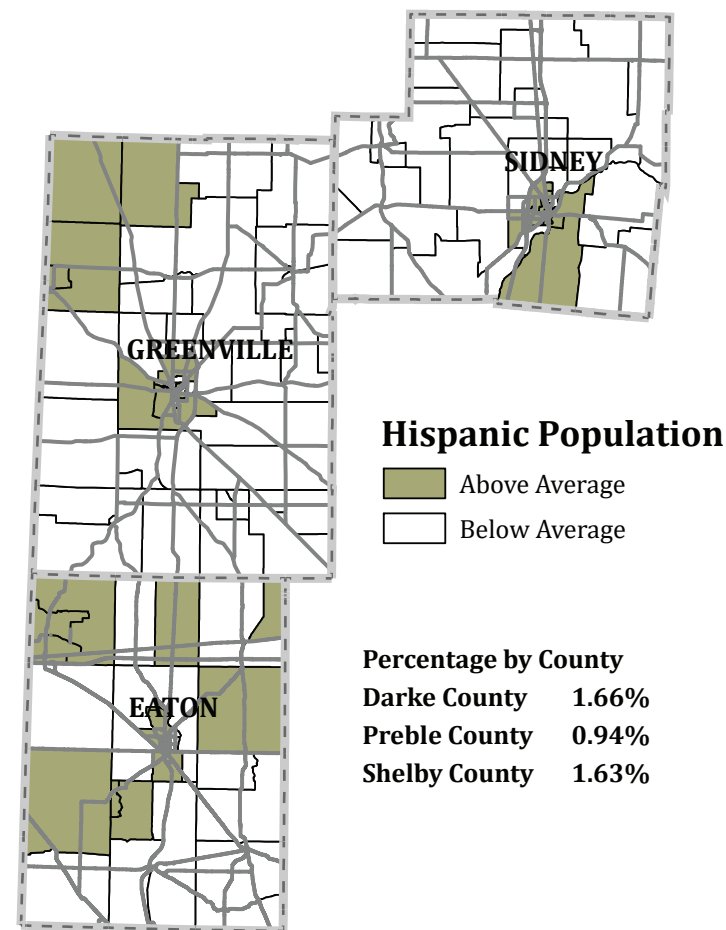 SIDNEY
GREENVILLE
Hispanic Population
Above Average
Below Average
Percentage by County
Darke County 1.66%
EATON
Preble County 0.94%
Shelby County 1.63%